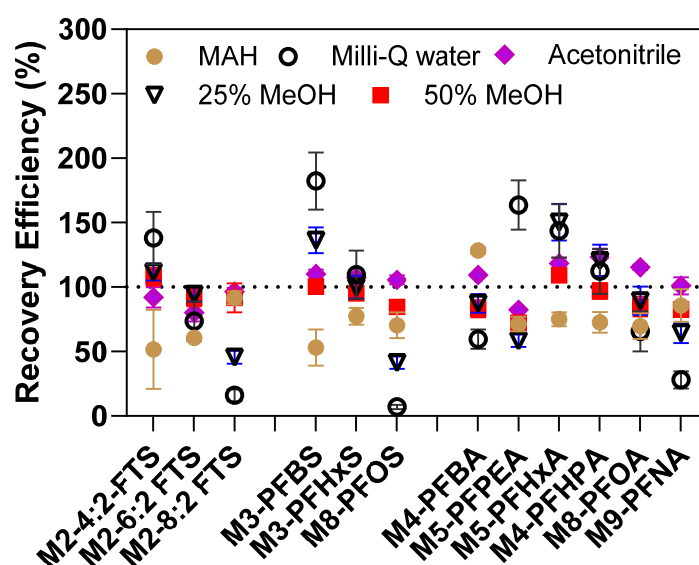 Recovery Efficiency (%)
300
250
200
150
100
50
0
MAH Milli-Q water Acetonitrile
25% MeOH 50% MeOH
M2-4:2-FTS
M2-6:2 FTS
M2-8:2 FTS
M3-PFBS
M3-PFHxS
M8-PFOS
M4-PFBA
M5-PFPEA
M5-PFHxA
M4-PFHPA
M8-PFOA
M9-PFNA